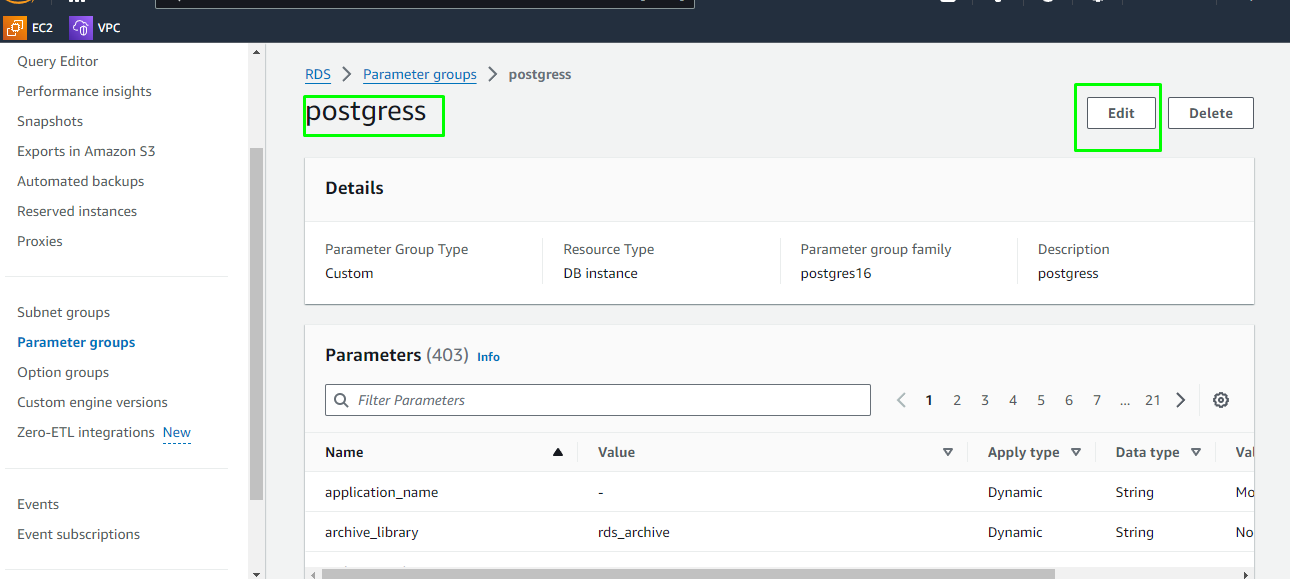 EC2 VPC
Query Editor
Performance insights
Snapshots
Exports in Amazon S3
Automated backups
Reserved instances
Proxies
Subnet groups
Parameter groups
Option groups
Custom engine versions
Zero-ETL integrations New
Events
Event subscriptions
RDS Parameter groups postgress
postgress
Edit Delete
Details
Parameter Group Type Resource Type Parameter group family Description
Custom DB instance postgres16 postgress
Parameters (403) Info
Filter Parameters 1 2 3 4 5 6 7 ... 21
Name Value Apply type Data type Val
application_name - Dynamic String Mo
archive_library rds_archive Dynamic String No